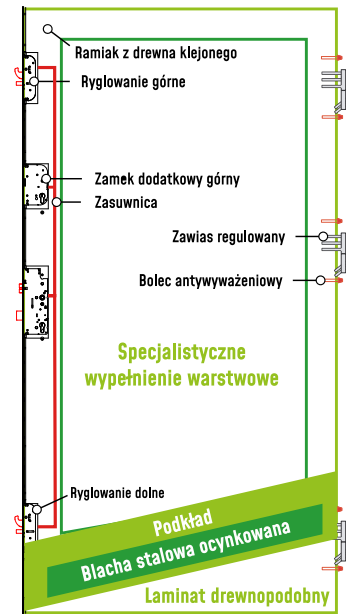 Ramiak z drewna klejonego
Ryglowanie górne
Zamek dodatkowy górny
Zasuwnica
Zawias regulowany
Bolec antywyważeniowy
Specjalistyczne
wypełnienie warstwowe
Ryglowanie dolne
Podkład
Blacha stalowa ocynkowana
Laminat drewnopodobny